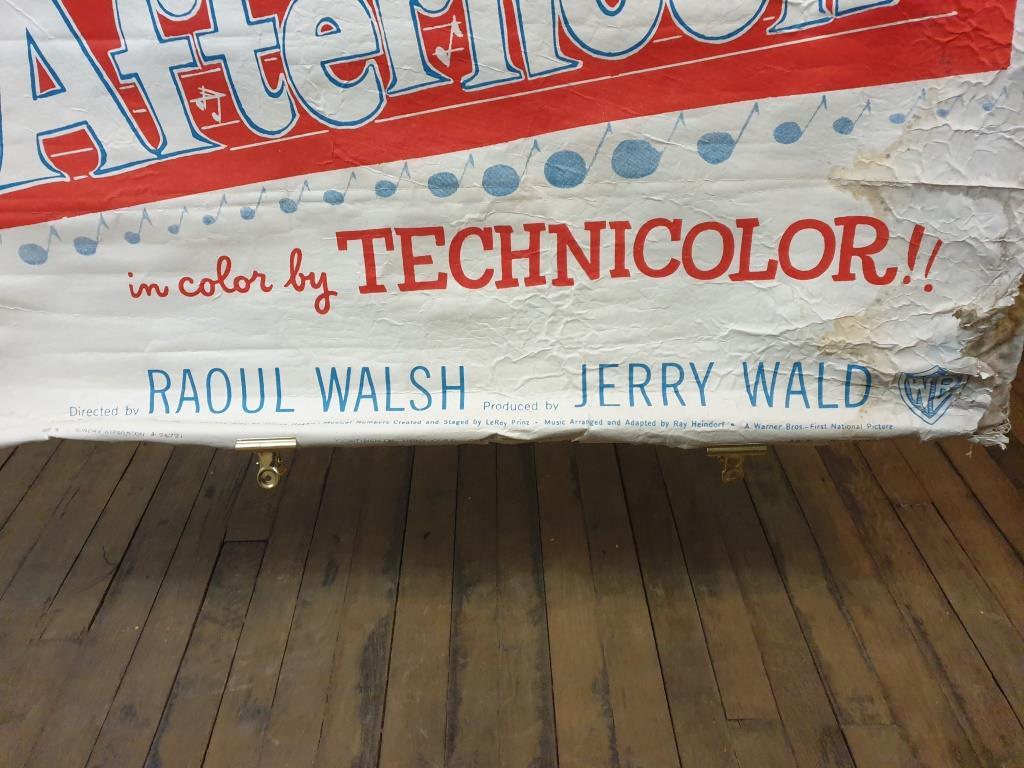 Afternoon
in color by TECHNICOLOR!!
Directed by RAOUL WALSH Produced by JERRY WALD WB
Musical Numbers Created and Staged by LeRoy Prinz • Music Arranged and Adapted by Ray Heindorf • A Warner Bros.-First National Picture